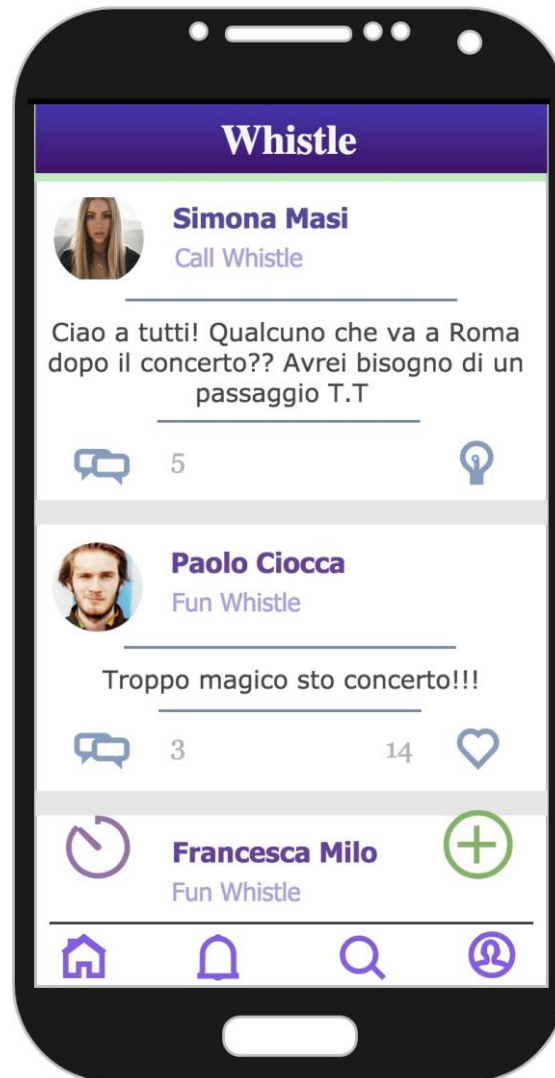 Whistle
Simona Masi
Call Whistle
Ciao a tutti! Qualcuno che va a Roma
dopo il concerto?? Avrei bisogno di un
passaggio T.T
5
Paolo Ciocca
Fun Whistle
Troppo magico sto concerto!!!
3 14
Francesca Milo
Fun Whistle